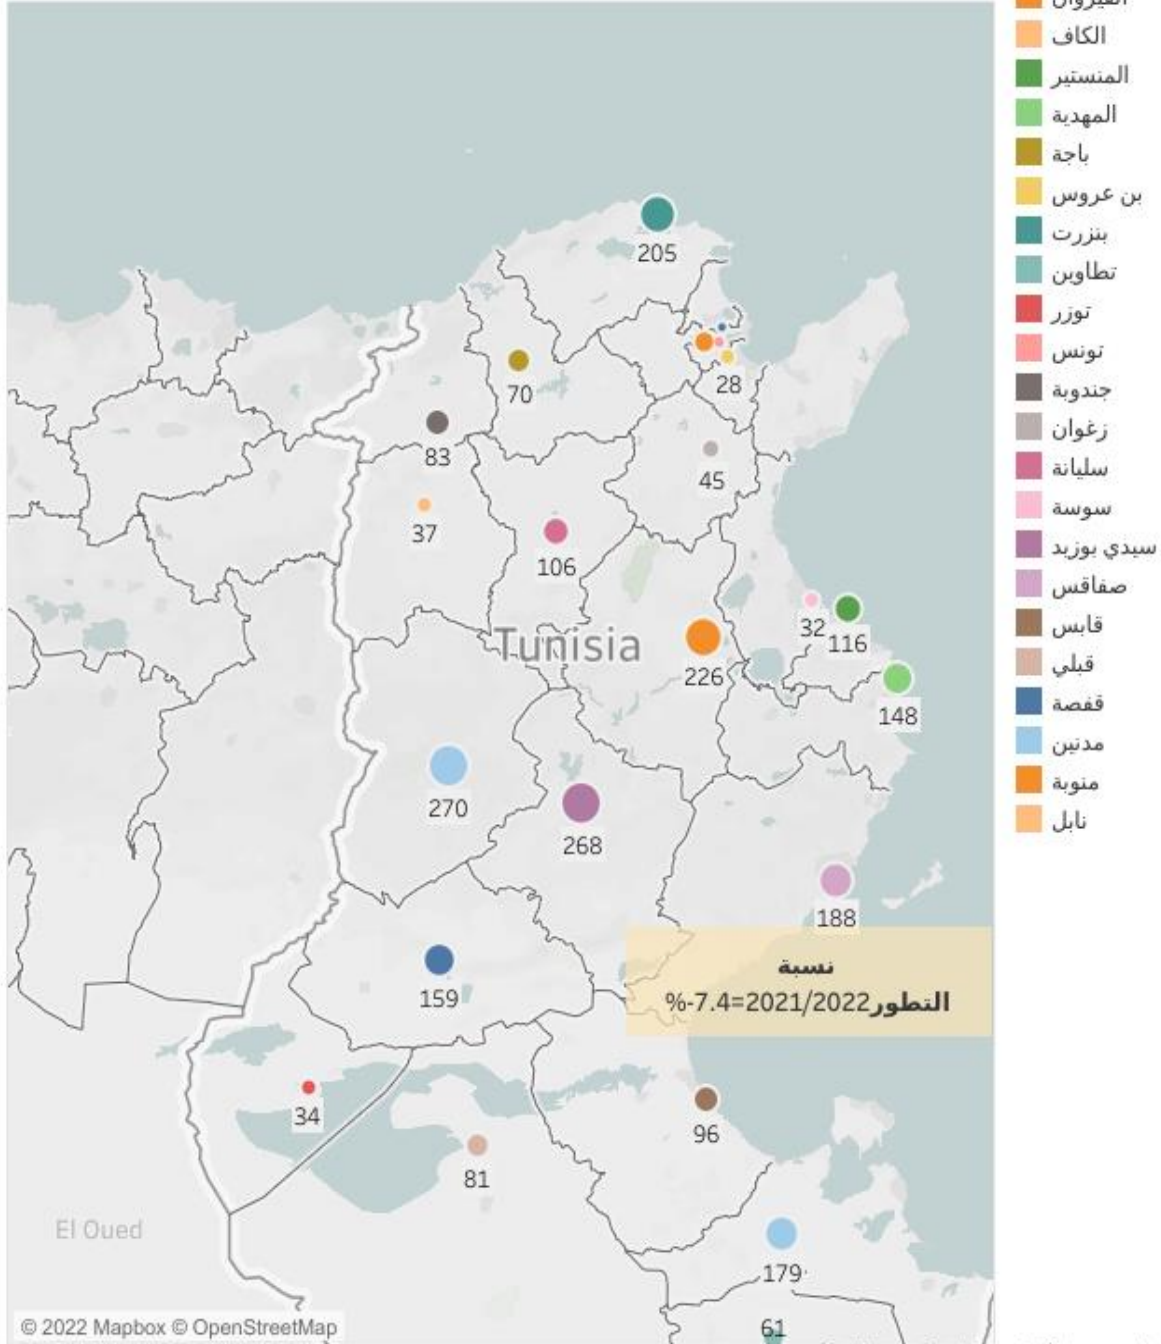 الكاف
المنستير
المهدية
باجة
بن عروس
بنزرت
تطاوين
توزر
تونس
جندوبة
زغوان
سليانة
سوسة
سيدي بوزيد
صفاقس
قابس
قبلي
قفصة
مدنين
منوبة
نابل
205
28
70
83
45
37
106
Tunisia
32
116
226
148
270
268
188
نسبة
التطور2021/2022=7.4-%
159
34
96
81
El Oued
179
61
© 2022 Mapbox © OpenStreetMap